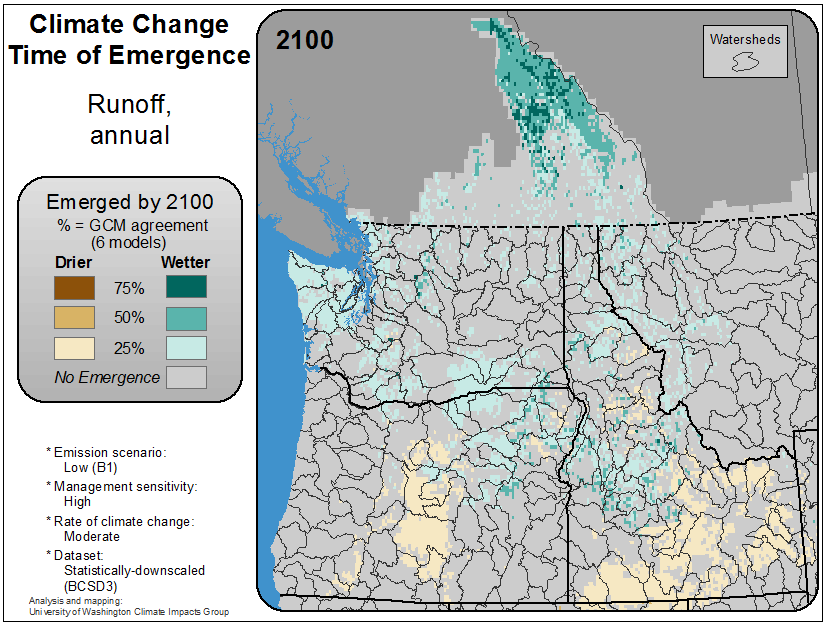 Climate Change
Time of Emergence
Runoff,
annual
Emerged by 2100
% = GCM agreement
(6 models)
Drier Wetter
75%
50%
25%
No Emergence
* Emission scenario:
Low (B1)
* Management sensitivity:
High
* Rate of climate change:
Moderate
* Dataset:
Statistically-downscaled
(BCSD3)
Analysis and mapping:
University of Washington Climate Impacts Group
2100
Watersheds